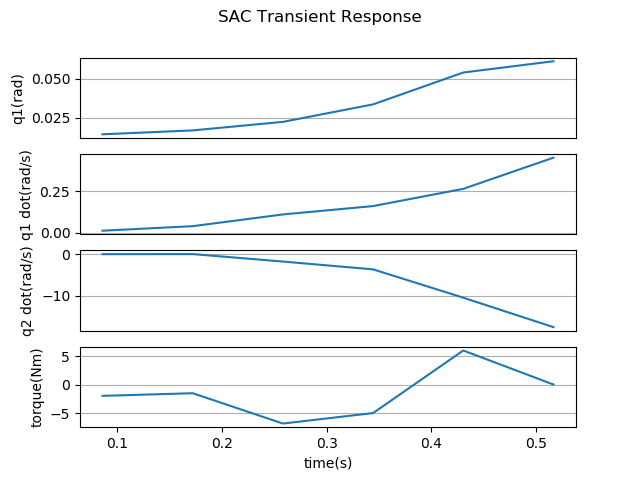 SAC Transient Response
0.050
0.025
q1(rad)
0.25
0.00
q1 dot(rad/s)
0
−10
q2 dot(rad/s)
5
0
−5
torque(Nm)
0.1 0.2 0.3 0.4 0.5
time(s)